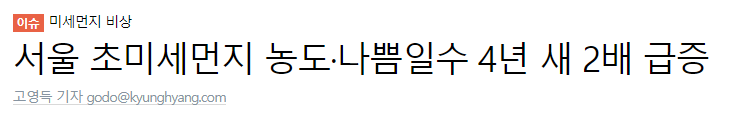 이슈 미세먼지 비상
서울 초미세먼지 농도·나쁨일수 4년 새 2배 급증
고영득 기자 godo@kyunghyang.com